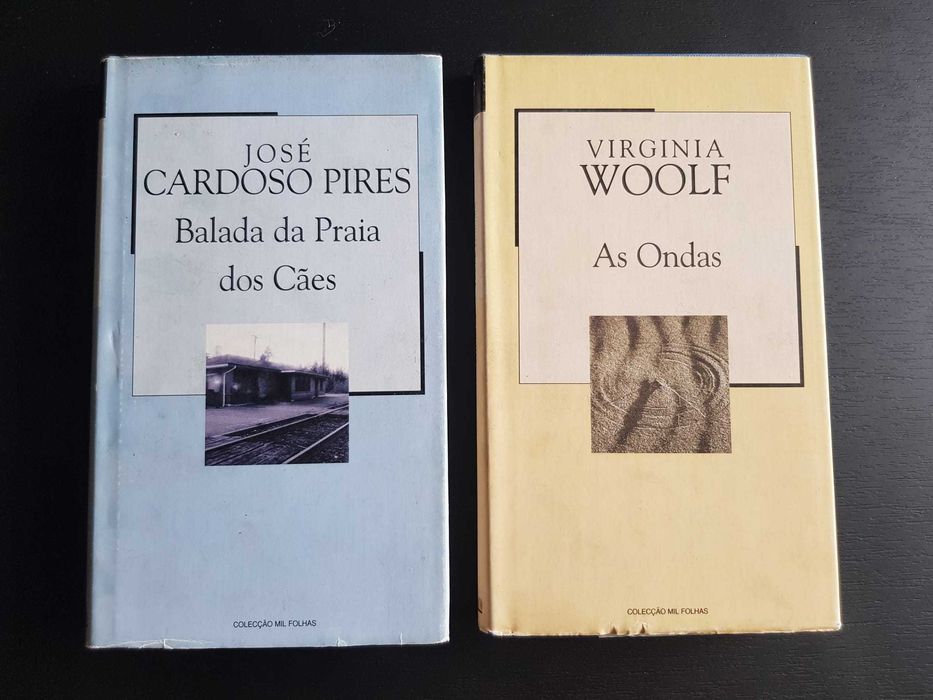 JOSÉ
CARDOSO PIRES
Balada da Praia
dos Cães
COLECÇÃO MIL FOLHAS
VIRGINIA
WOOLF
As Ondas
COLECÇÃO MIL FOLHAS